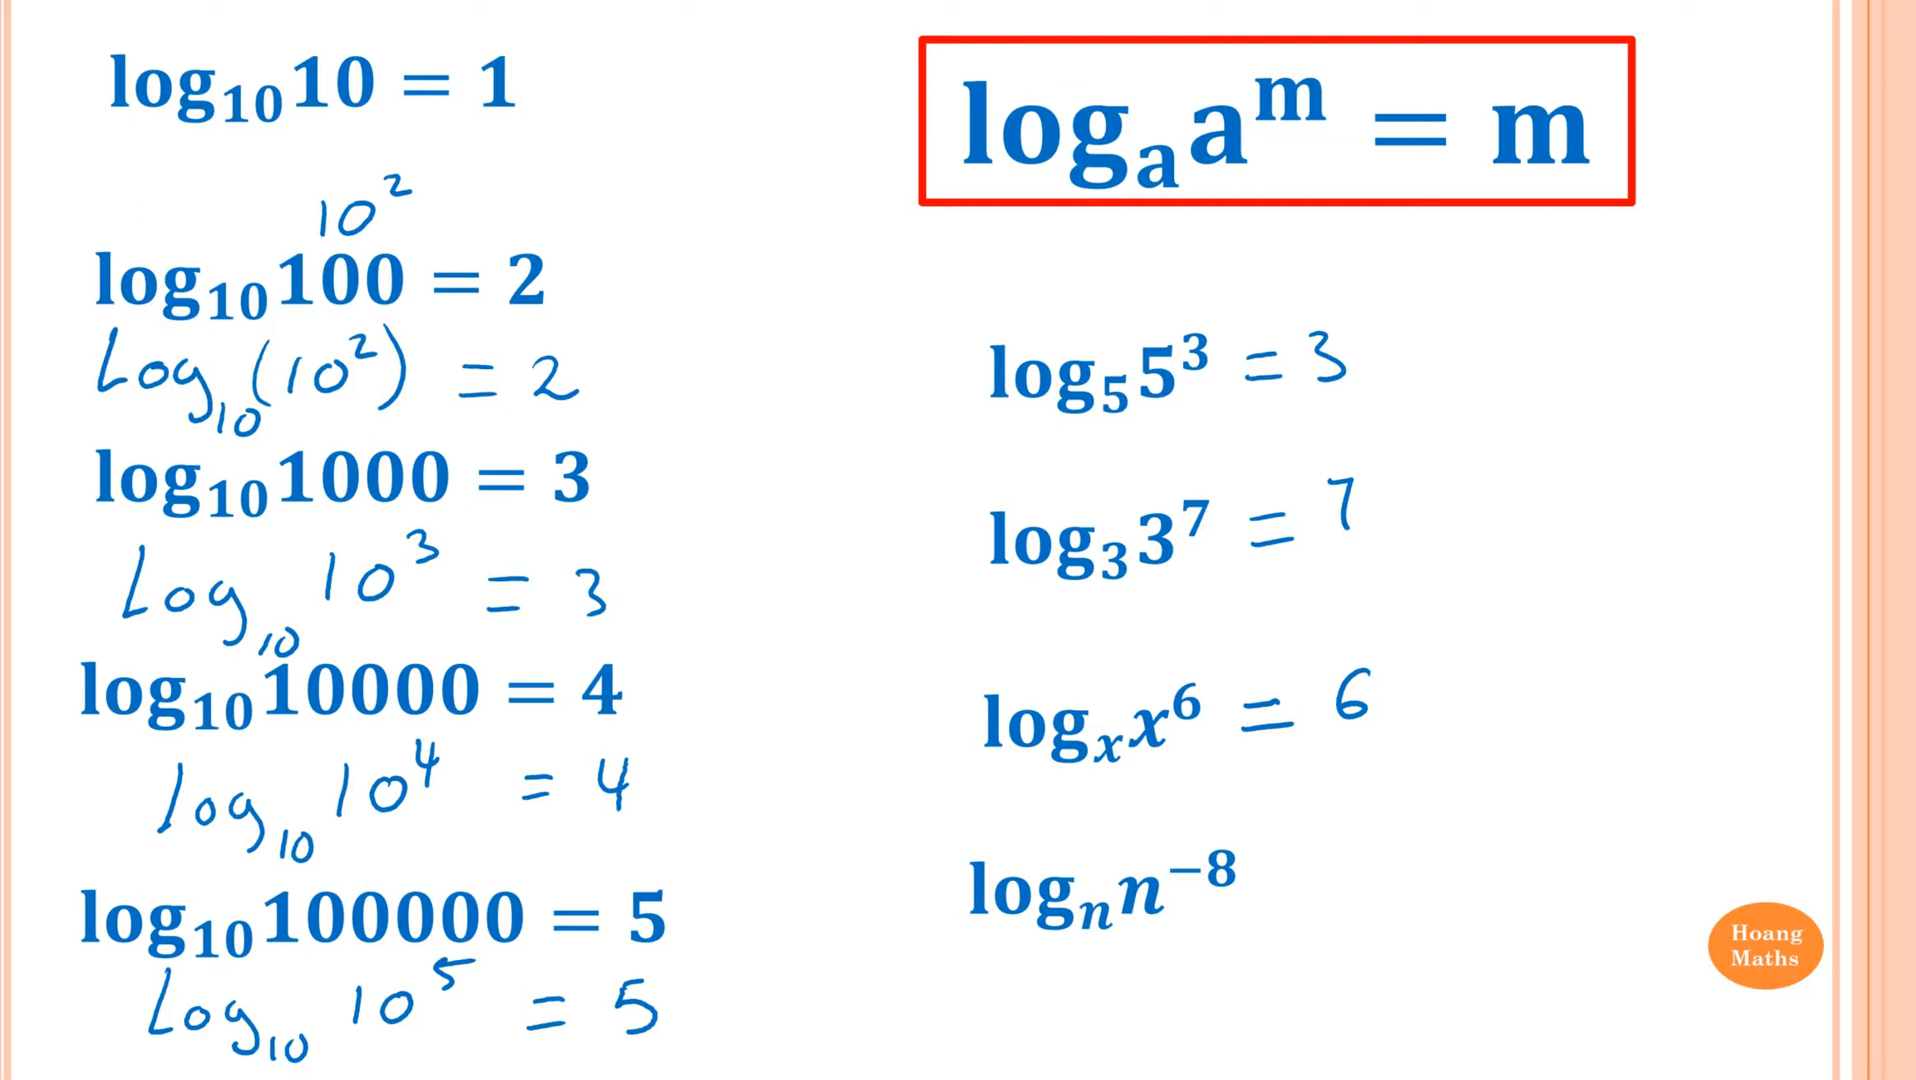 log₁₀10 = 1
10²
log₁₀100 = 2
Log₁₀(10²) = 2
log₁₀1000 = 3
Log₁₀ 10³ = 3
log₁₀10000 = 4
log₁₀ 10⁴ = 4
log₁₀100000 = 5
Log₁₀ 10⁵ = 5
logₐaᵐ = m
log₅5³ = 3
log₃3⁷ = 7
logₓx⁶ = 6
logₙn⁻⁸
Hoang
Maths